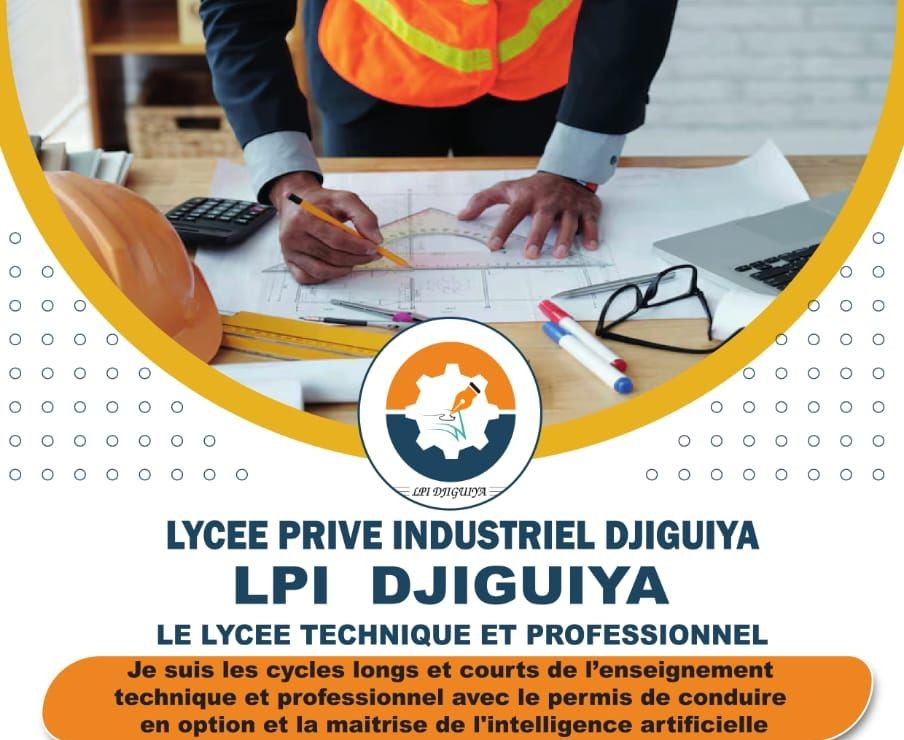 LPI DJIGUIYA
LYCEE PRIVE INDUSTRIEL DJIGUIYA
LPI DJIGUIYA
LE LYCEE TECHNIQUE ET PROFESSIONNEL
Je suis les cycles longs et courts de l’enseignement
technique et professionnel avec le permis de conduire
en option et la maitrise de l'intelligence artificielle